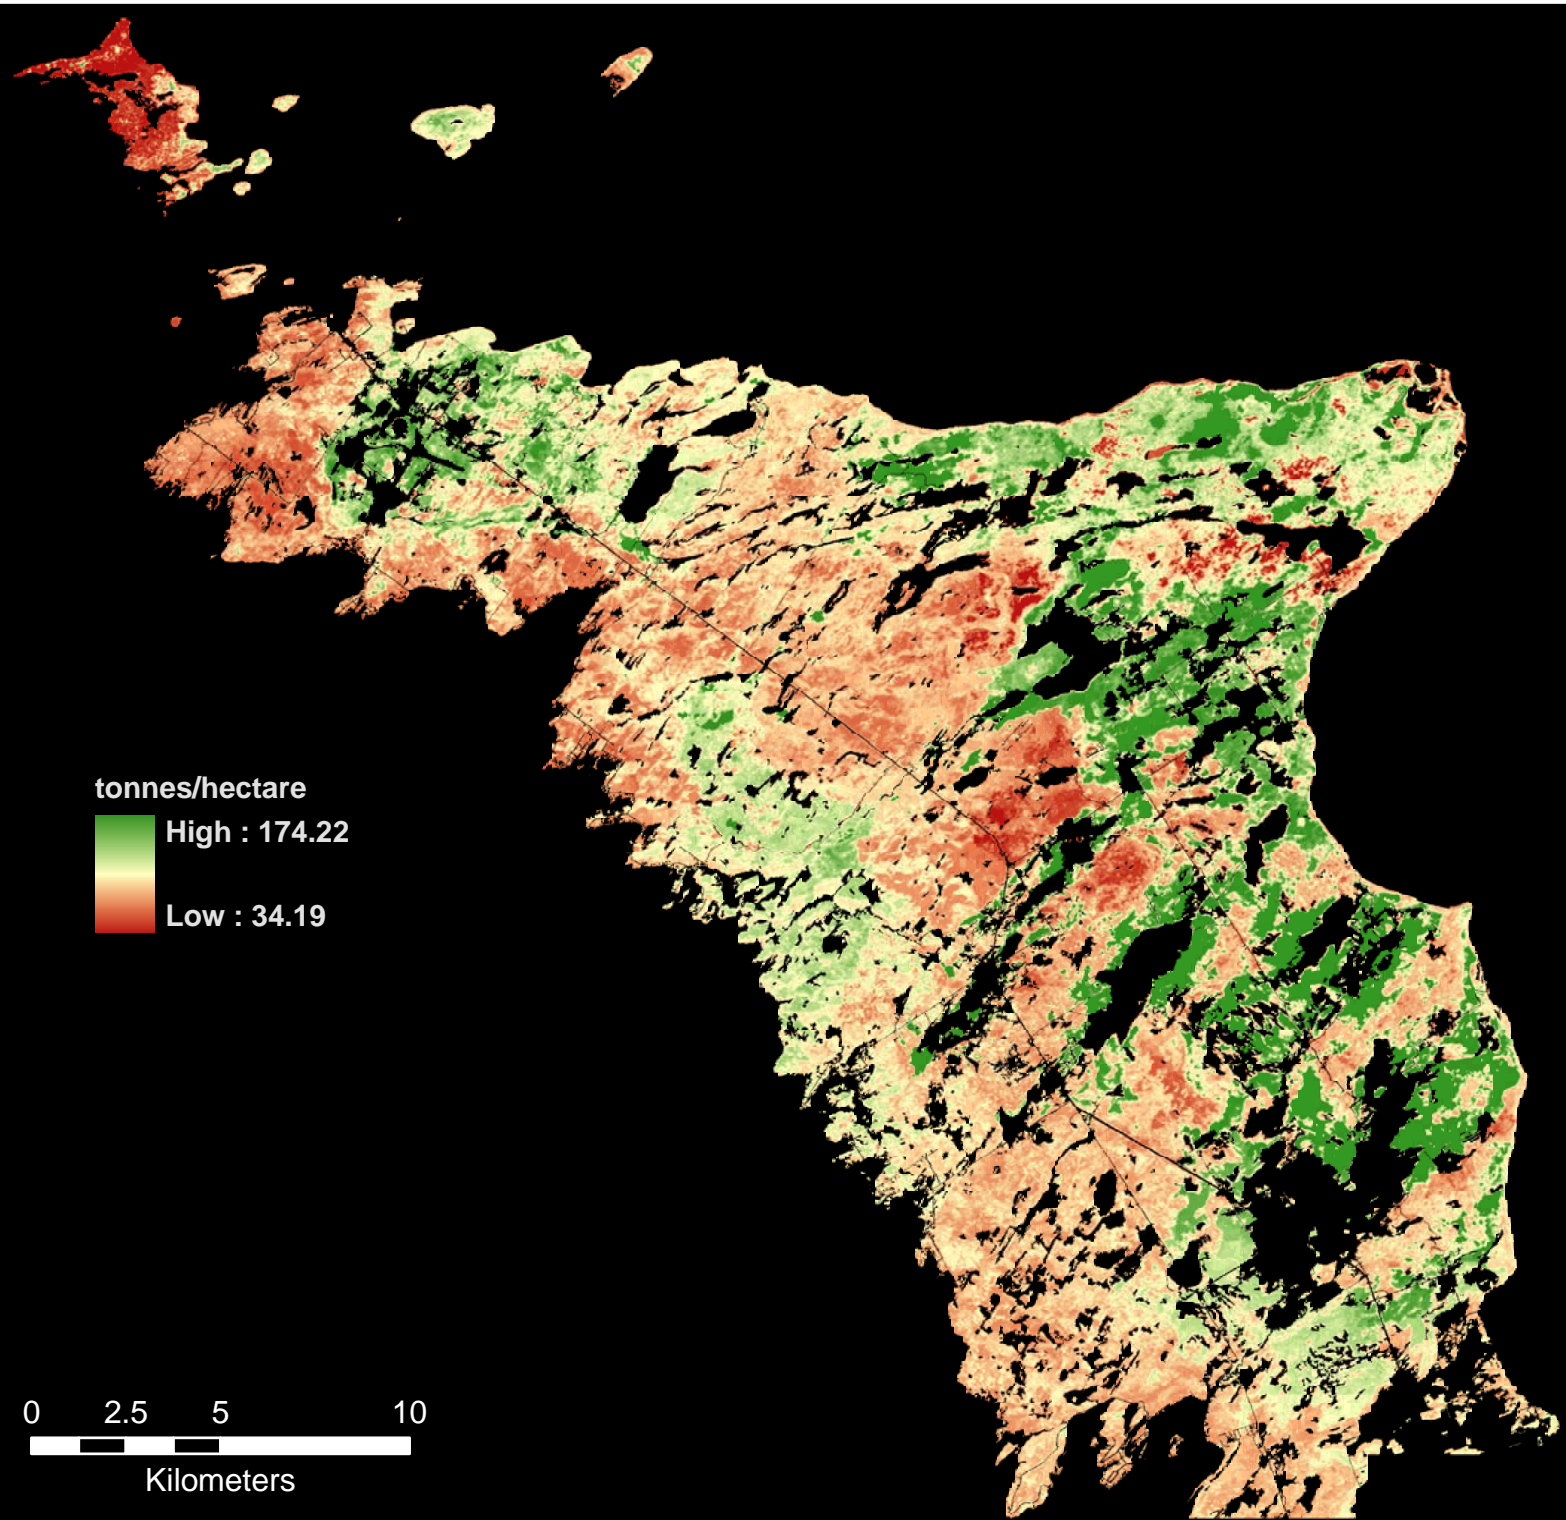 tonnes/hectare
High : 174.22
Low : 34.19
0 2.5 5 10
Kilometers